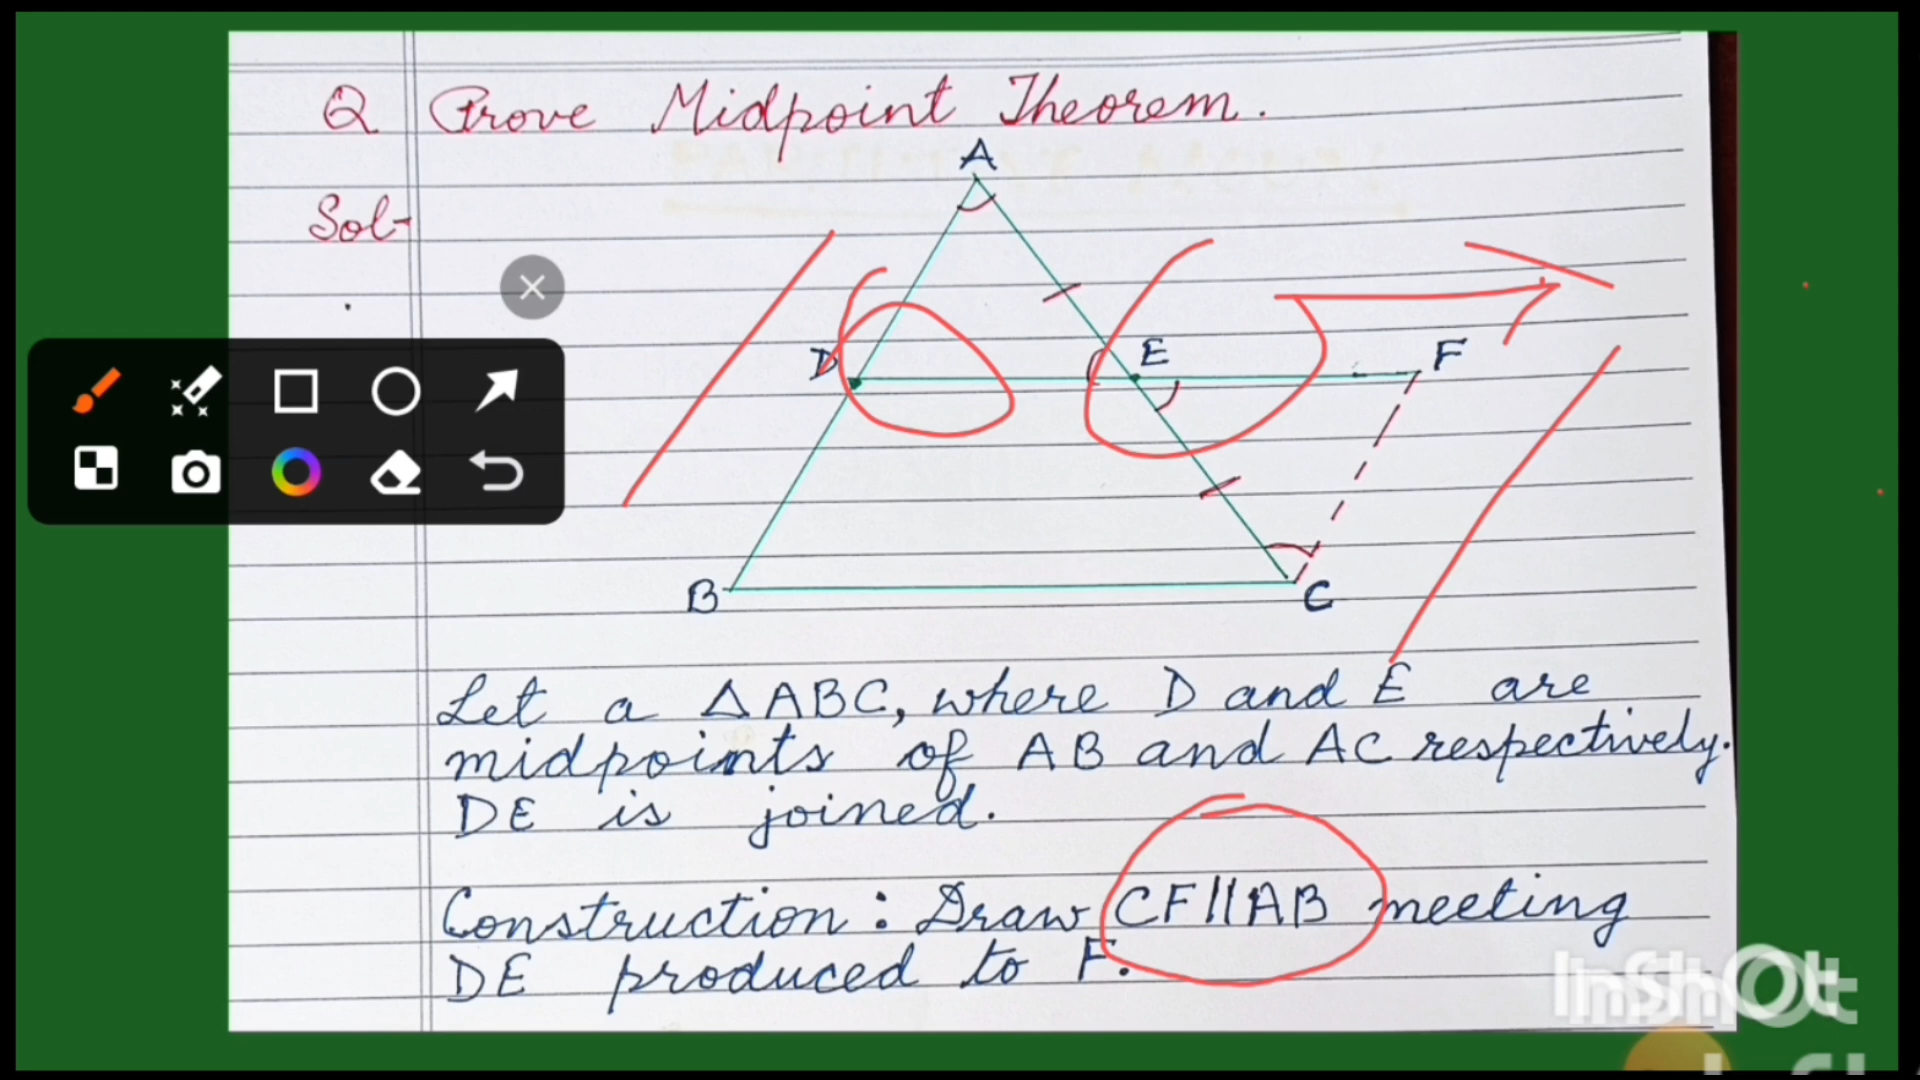 Q Prove Midpoint Theorem.
Sol-
A
D E F
B C
Let a △ABC, where D and E are
midpoints of AB and AC respectively.
DE is joined.
Construction: Draw CF||AB meeting
DE produced to F.
InShOt